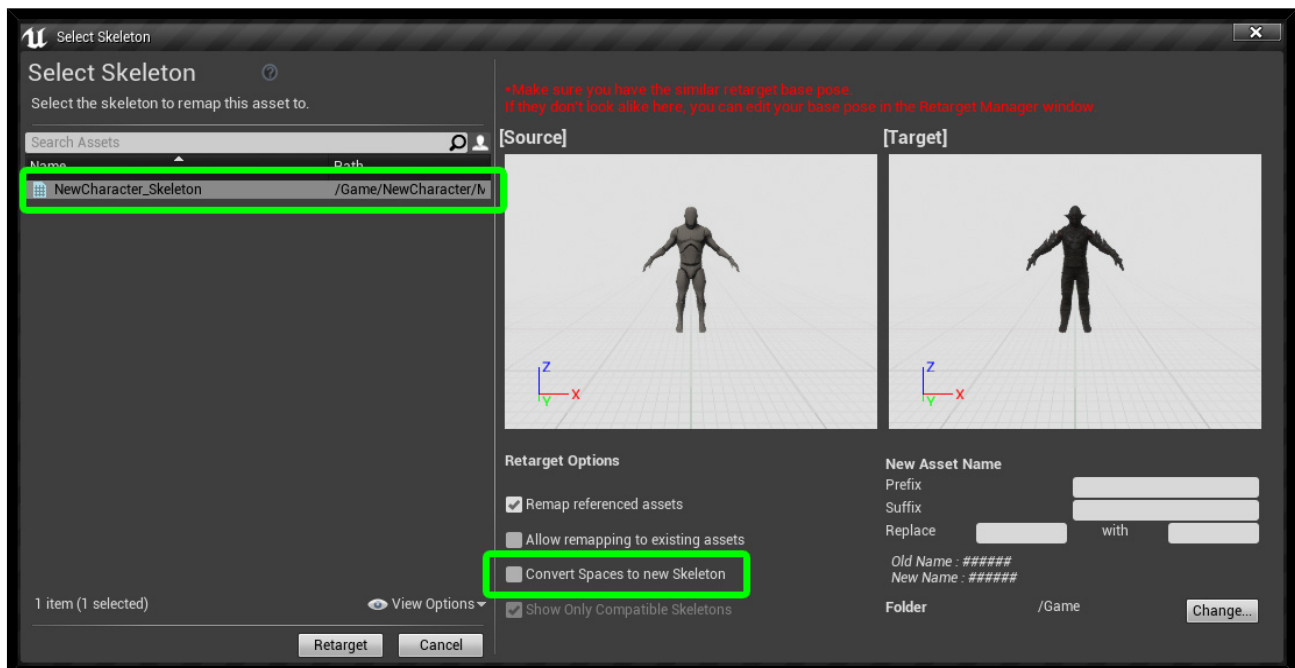 Select Skeleton
Select Skeleton
Select the skeleton to remap this asset to.
Search Assets
Name Path
NewCharacter_Skeleton /Game/NewCharacter/M
1 item (1 selected) View Options
Retarget Cancel
*Make sure you have the similar retarget base pose.
If they don't look alike here, you can edit your base pose in the Retarget Manager window.
[Source] [Target]
Z
X
Y
Z
X
Y
Retarget Options
Remap referenced assets
Allow remapping to existing assets
Convert Spaces to new Skeleton
Show Only Compatible Skeletons
New Asset Name
Prefix
Suffix
Replace with
Old Name : ######
New Name : ######
Folder /Game Change...